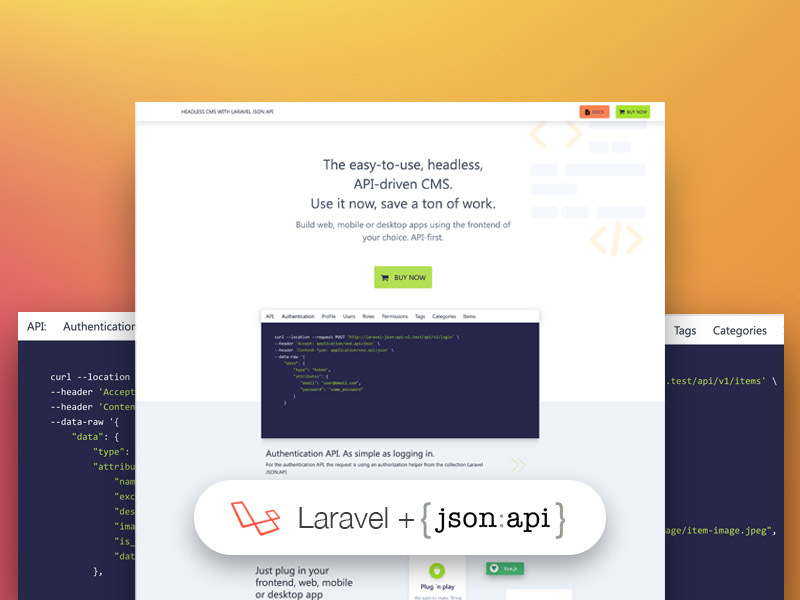 HEADLESS CMS WITH LARAVEL JSON API
DOCS
BUY NOW
The easy-to-use, headless,
API-driven CMS.
Use it now, save a ton of work.
Build web, mobile or desktop apps using the frontend of
your choice. API-first.
BUY NOW
API Authentication Profile Users Roles Permissions Tags Categories Items
curl --location --request POST 'http://laravel-json-api-v1.test/api/v1/login' \
--header 'Accept: application/vnd.api+json' \
--header 'Content-Type: application/vnd.api+json' \
--data-raw '{
"data": {
"type": "token",
"attributes": {
"email": "user@email.com",
"password": "some_password"
}
}
Authentication API. As simple as logging in.
For the authentication API, the request is using an authorization helper from the collection Laravel
JSON:API.
API: Authentication
curl --location
--header 'Accept
--header 'Conten
--data-raw '{
"data": {
"type":
"attribu
"nam
"exc
"des
"ima
"is_
"dat
},
Tags Categories
.test/api/v1/items' \
age/item-image.jpeg",
Laravel + {json:api}
Just plug in your
frontend, web, mobile
or desktop app
Plug 'n play
Vue.js